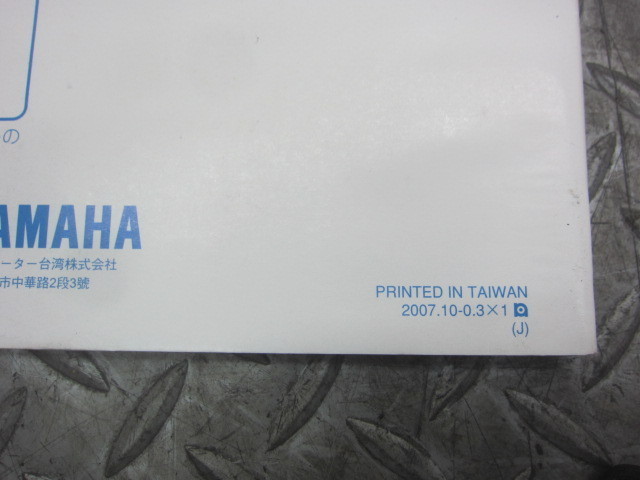 の
AMAHA
ーター台湾株式会社
市中華路2段3號
PRINTED IN TAIWAN
2007.10-0.3×1
(J)